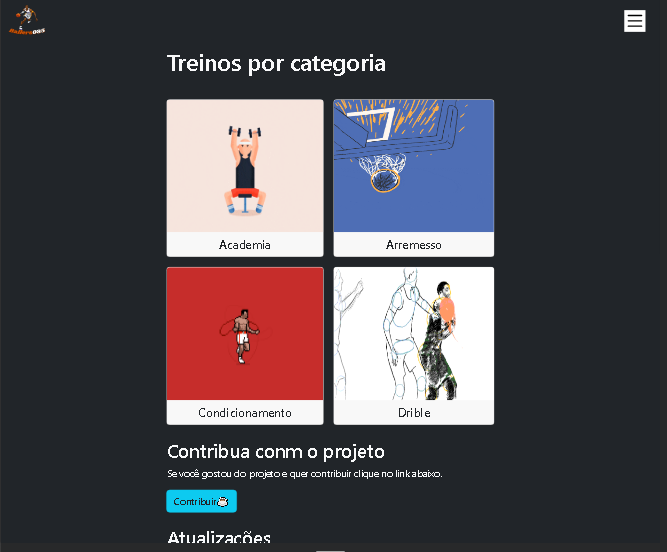 BallersDBS
Treinos por categoria
Academia
Arremesso
Condicionamento
Drible
Contribua conm o projeto
Se você gostou do projeto e quer contribuir clique no link abaixo.
Contribuir
Atualizações